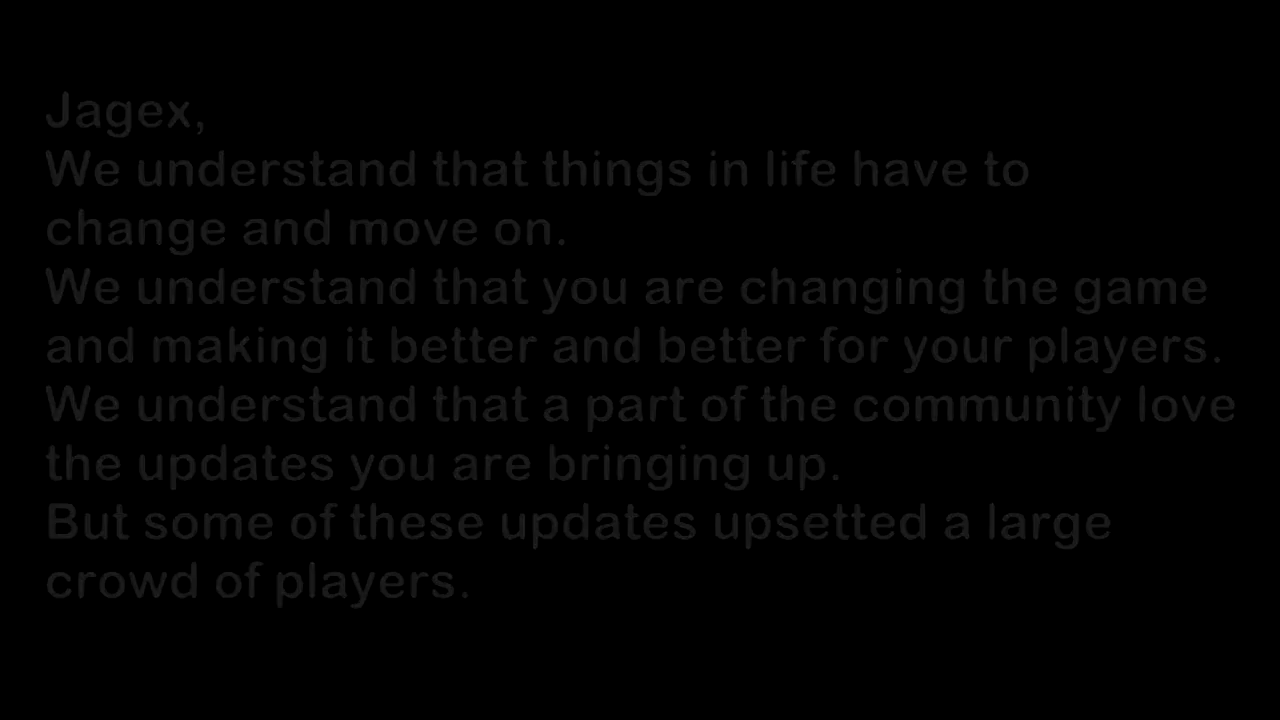 Jagex,
We understand that things in life have to
change and move on.
We understand that you are changing the game
and making it better and better for your players.
We understand that a part of the community love
the updates you are bringing up.
But some of these updates upsetted a large
crowd of players.